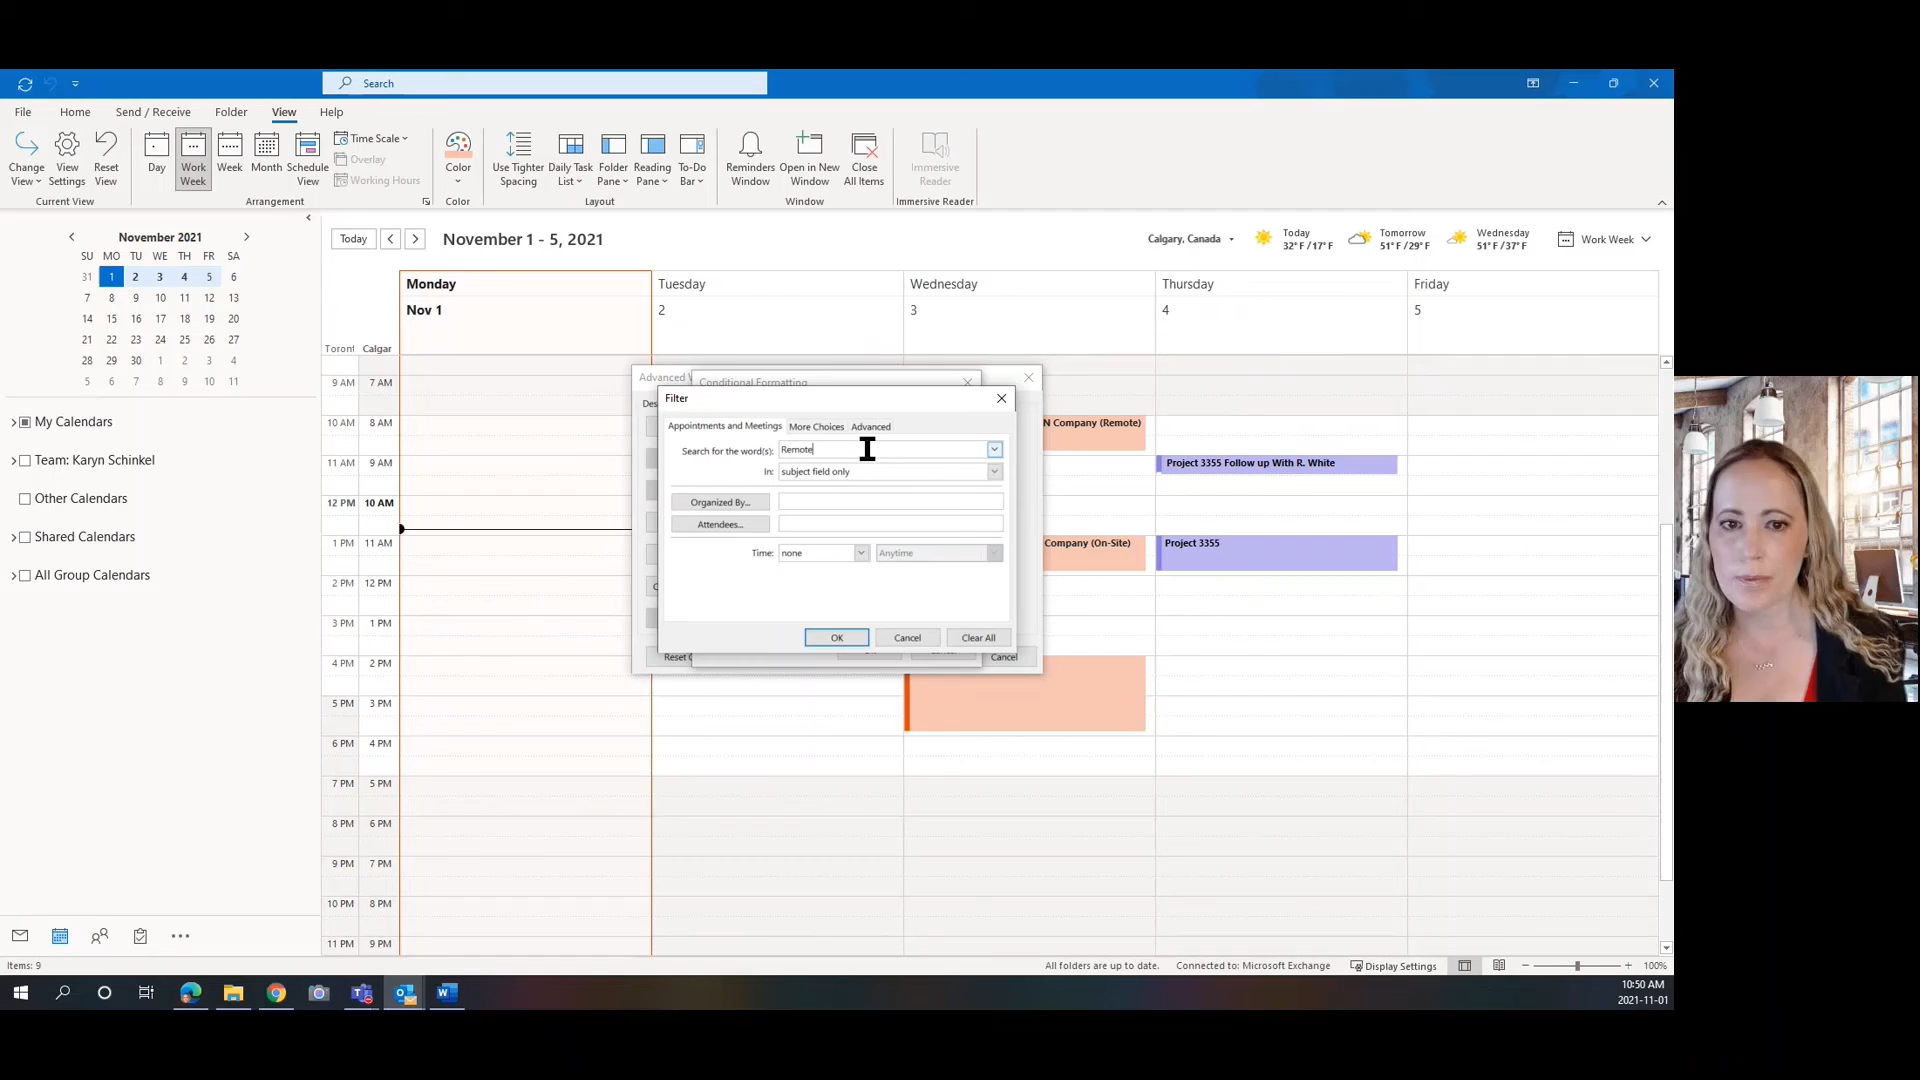 Search
File Home Send / Receive Folder View Help
Change View Day Work Week Week Month Schedule View
View Settings
Reset View
Time Scale
Overlay
Working Hours
Color
Use Tighter Spacing
Daily Task List
Folder Pane
Reading Pane
To-Do Bar
Reminders Window
Open in New Window
Close All Items
Immersive Reader
Current View Arrangement Color Layout Window Immersive Reader
November 2021
SU MO TU WE TH FR SA
31 1 2 3 4 5 6
7 8 9 10 11 12 13
14 15 16 17 18 19 20
21 22 23 24 25 26 27
28 29 30 1 2 3 4
5 6 7 8 9 10 11
My Calendars
Team: Karyn Schinkel
Other Calendars
Shared Calendars
All Group Calendars
Today November 1 - 5, 2021
Calgary, Canada
Today 32°F/17°F
Tomorrow 51°F/29°F
Wednesday 51°F/37°F
Work Week
Monday Tuesday Wednesday Thursday Friday
Nov 1 2 3 4 5
Toront Calgar
9 AM 7 AM
10 AM 8 AM
11 AM 9 AM
12 PM 10 AM
1 PM 11 AM
2 PM 12 PM
3 PM 1 PM
4 PM 2 PM
5 PM 3 PM
6 PM 4 PM
7 PM 5 PM
8 PM 6 PM
9 PM 7 PM
10 PM 8 PM
11 PM 9 PM
N Company (Remote)
Company (On-Site)
Project 3355 Follow up With R. White
Project 3355
Advanced
Conditional Formatting
Des
Reset C
Cancel
Filter
Appointments and Meetings More Choices Advanced
Search for the word(s): Remote
In: subject field only
Organized By...
Attendees...
Time: none Anytime
OK Cancel Clear All
Items: 9
All folders are up to date. Connected to: Microsoft Exchange Display Settings 100%
10:50 AM
2021-11-01